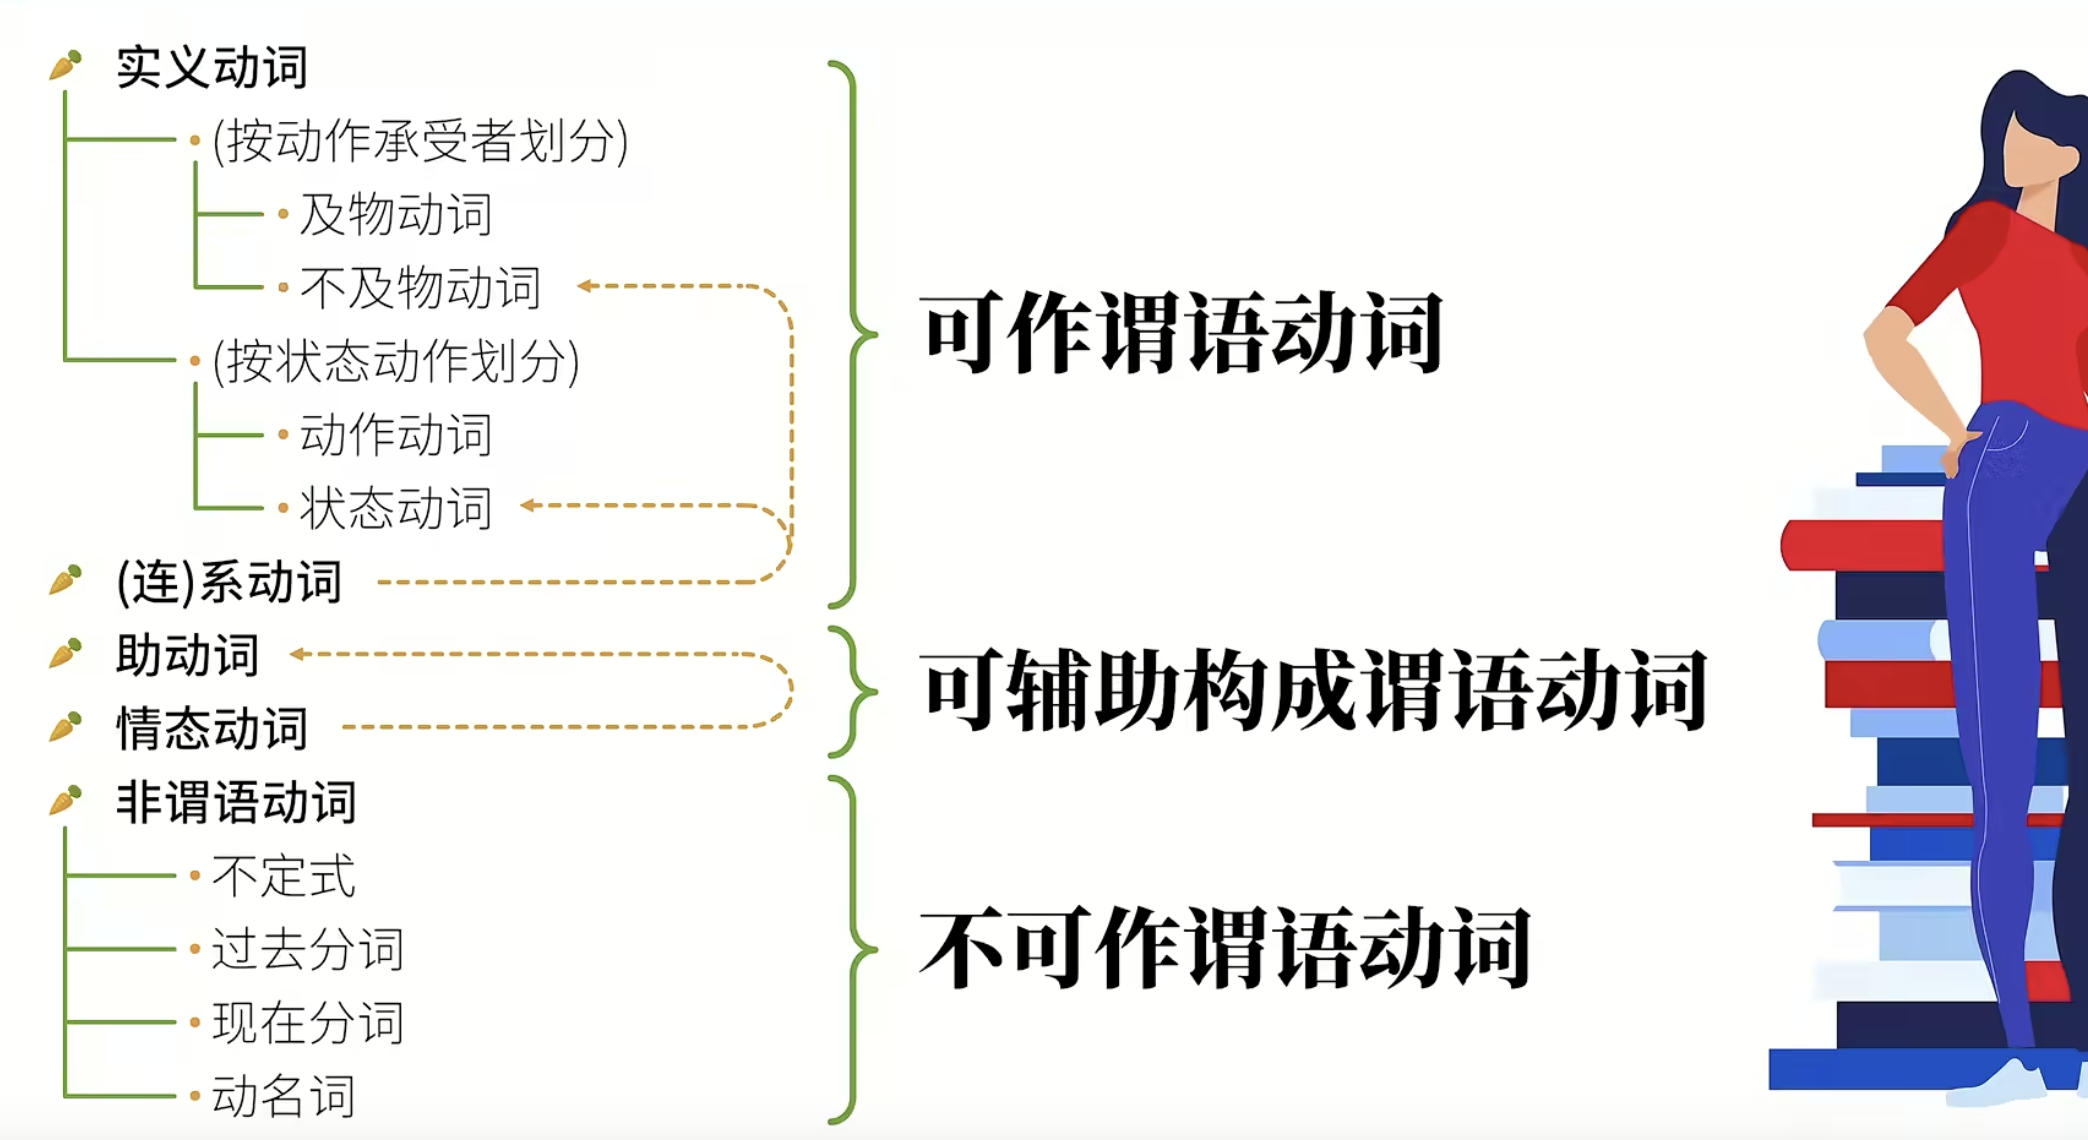 实义动词
(按动作承受者划分)
及物动词
不及物动词
(按状态动作划分)
动作动词
状态动词
(连)系动词
助动词
情态动词
非谓语动词
不定式
过去分词
现在分词
动名词
可作谓语动词
可辅助构成谓语动词
不可作谓语动词